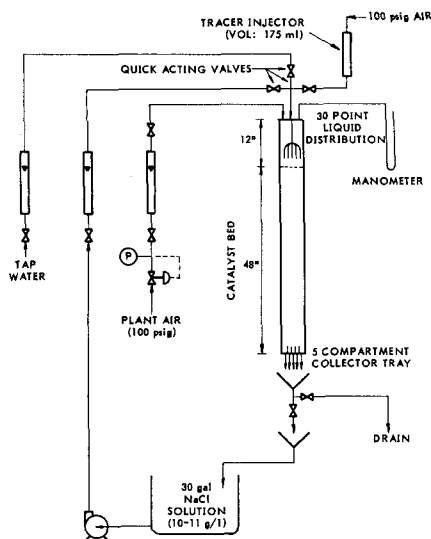 TRACER INJECTOR
(VOL: 175 ml)
100 psig AIR
QUICK ACTING VALVES
30 POINT
LIQUID
DISTRIBUTION
12"
MANOMETER
CATALYST BED
48"
P
TAP
WATER
PLANT AIR
(100 psig)
5 COMPARTMENT
COLLECTOR TRAY
DRAIN
30 gal
NaCl
SOLUTION
(10-11 g/l)